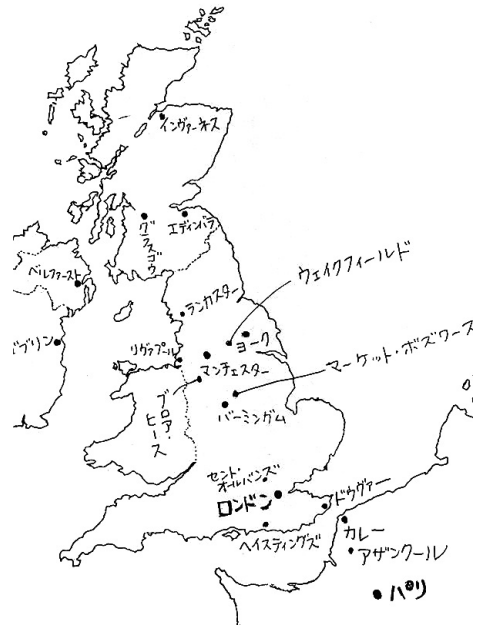 インヴァーネス
グラスゴウ
エディンバラ
ウェイクフィールド
ベルファースト
ランカスター
ダブリン
ヨーク
リヴァプール
マンチェスター
マーケット・ボズワース
ブロア・
ヒース
バーミンガム
セント・
オールバンズ
ロンドン
ドゥヴァー
ヘイスティングズ
カレー
アザンクール
パリ